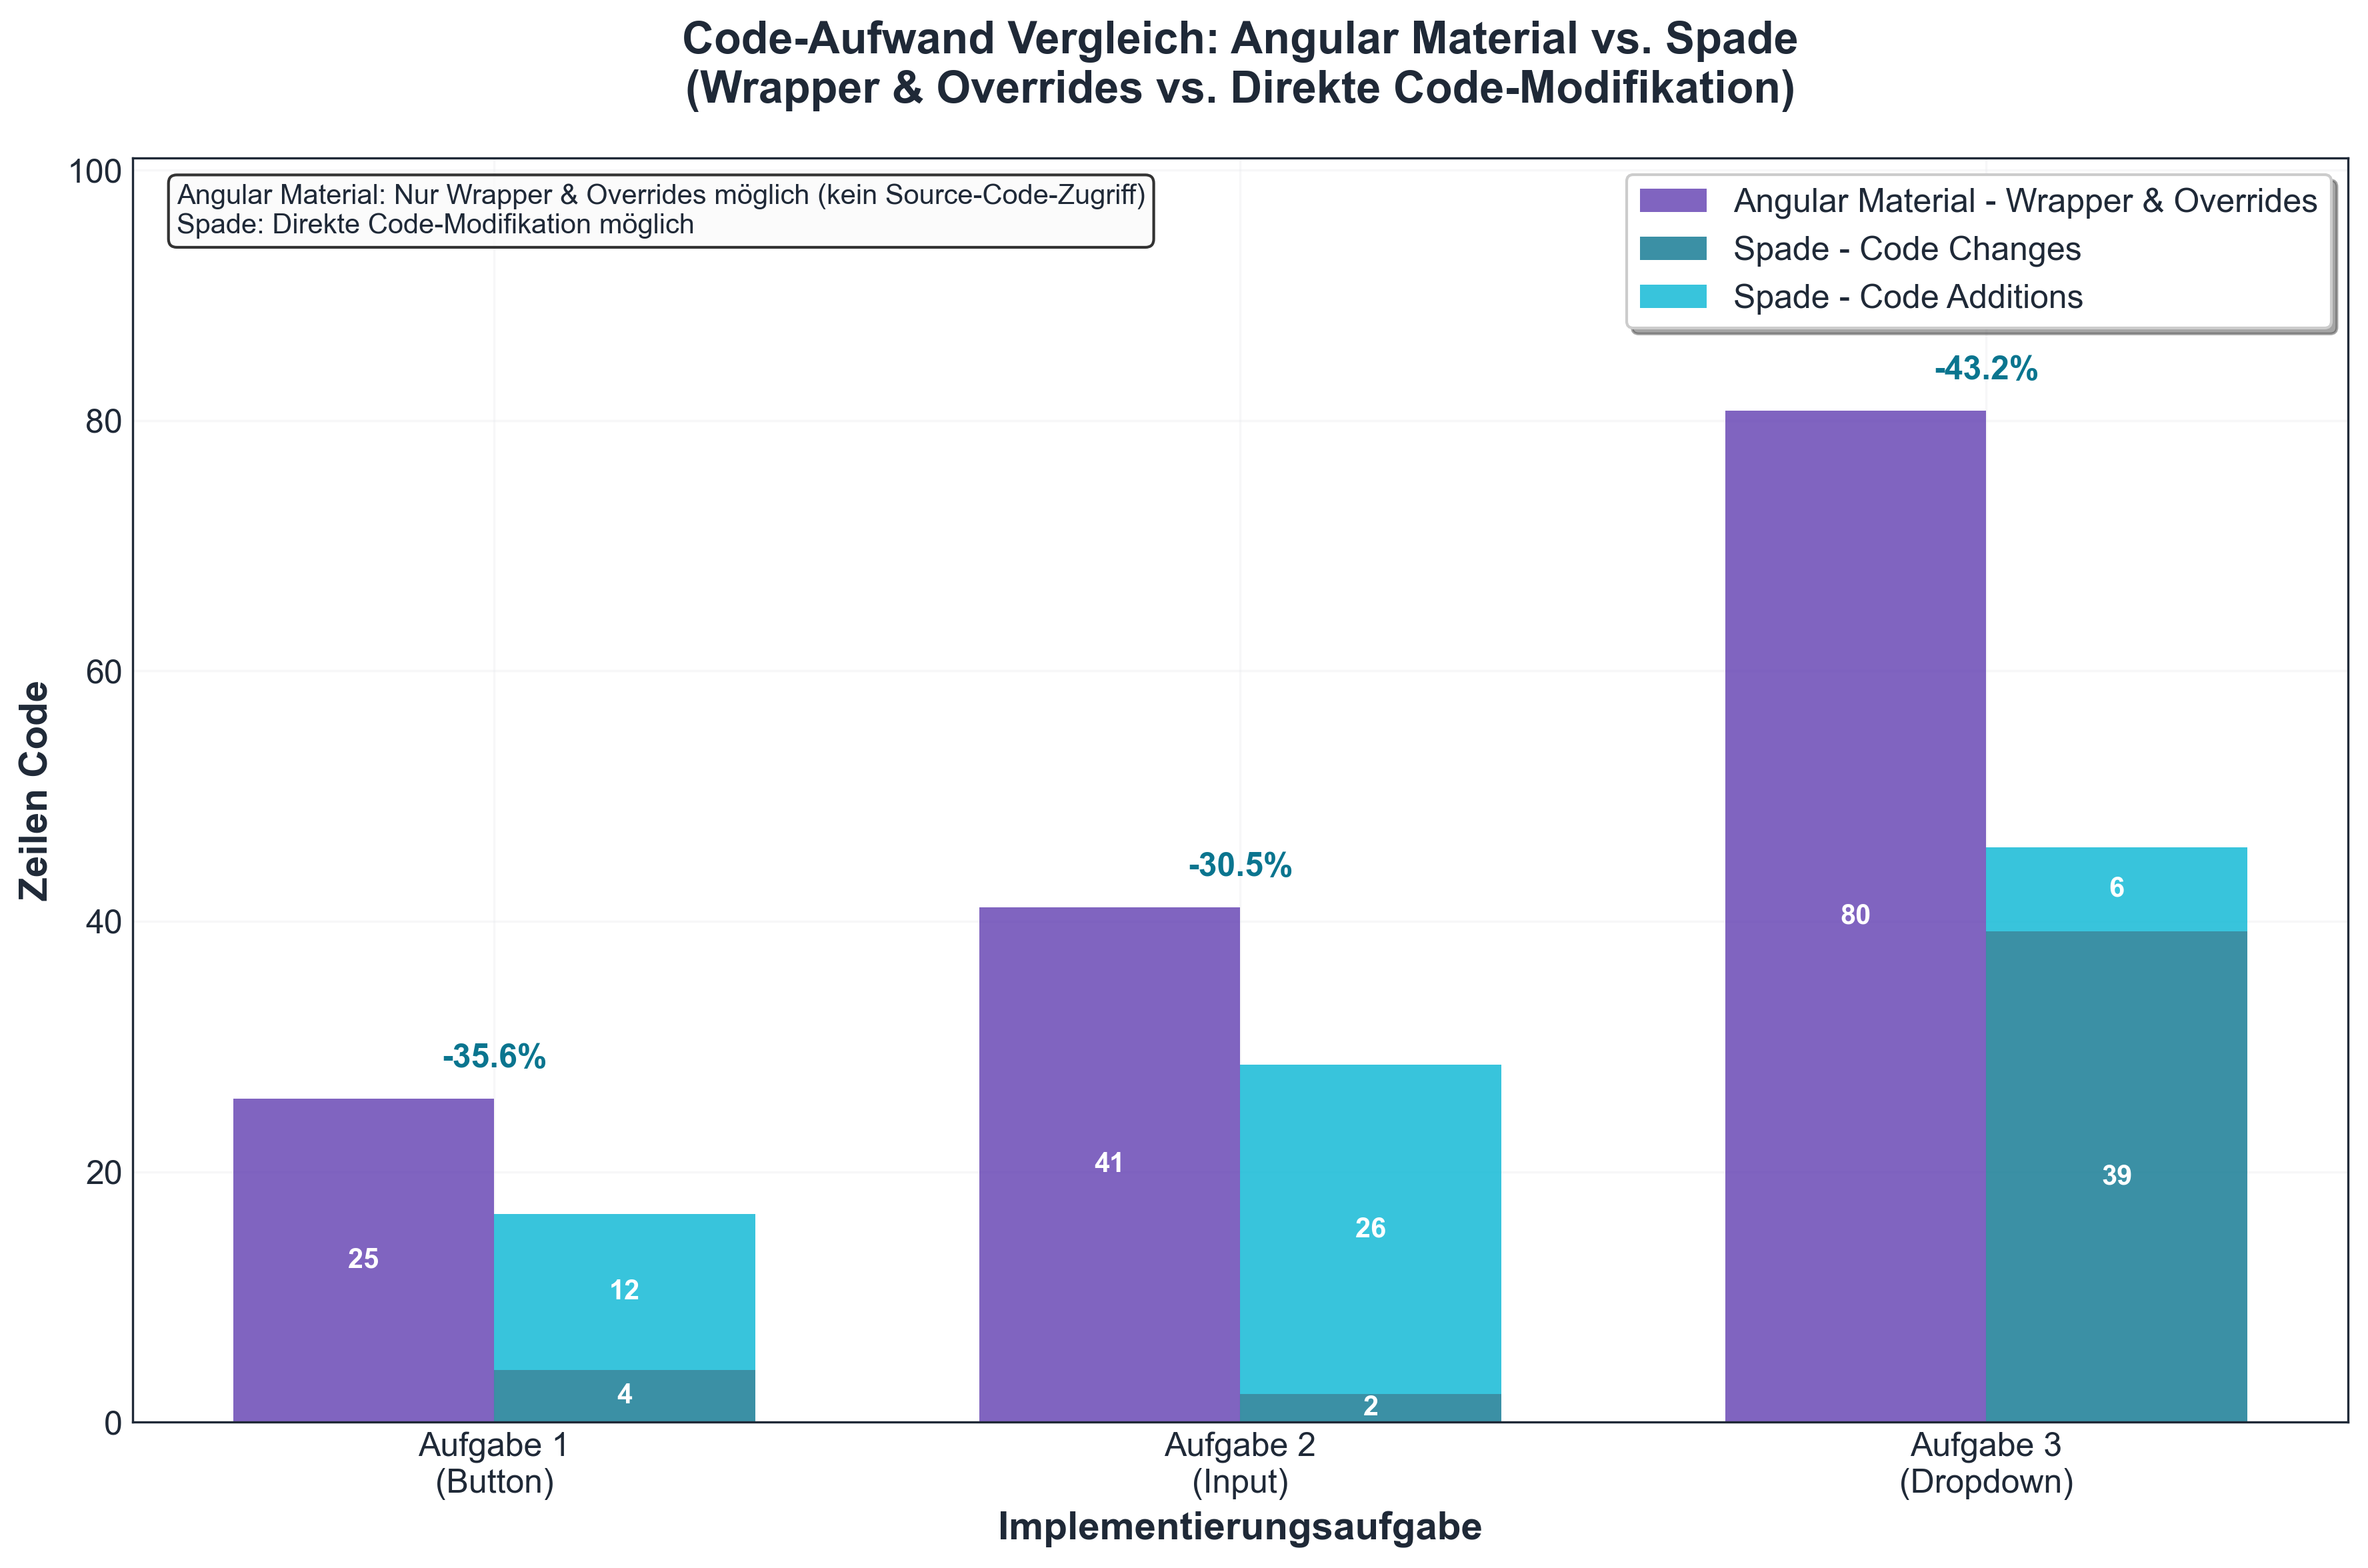 Code-Aufwand Vergleich: Angular Material vs. Spade
(Wrapper & Overrides vs. Direkte Code-Modifikation)
Angular Material: Nur Wrapper & Overrides möglich (kein Source-Code-Zugriff)
Spade: Direkte Code-Modifikation möglich
Angular Material - Wrapper & Overrides
Spade - Code Changes
Spade - Code Additions
Zeilen Code
100
80
60
40
20
0
-35.6%
25
12
4
-30.5%
41
26
2
-43.2%
80
6
39
Aufgabe 1
(Button)
Aufgabe 2
(Input)
Aufgabe 3
(Dropdown)
Implementierungsaufgabe